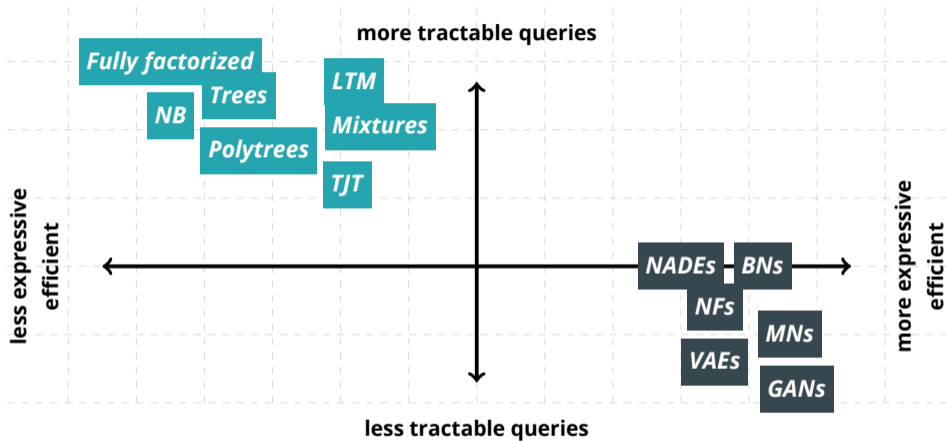 more tractable queries
Fully factorized
LTM
Trees
NB
Mixtures
Polytrees
TJT
less expressive
efficient
more expressive
efficient
NADEs
BNs
NFs
MNs
VAEs
GANs
less tractable queries